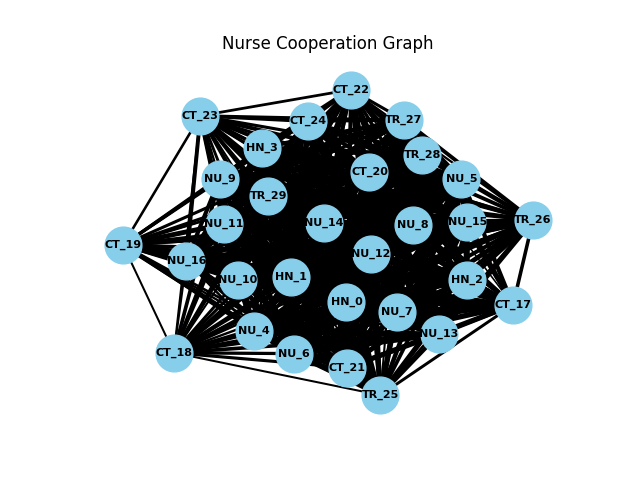 Nurse Cooperation Graph
CT_22
CT_23
CT_24
TR_27
HN_3
TR_28
CT_20
NU_9
NU_5
TR_29
TR_26
NU_11
NU_14
NU_8
NU_15
CT_19
NU_12
NU_16
NU_10
HN_1
HN_2
HN_0
CT_17
NU_7
NU_4
NU_13
CT_18
NU_6
CT_21
TR_25